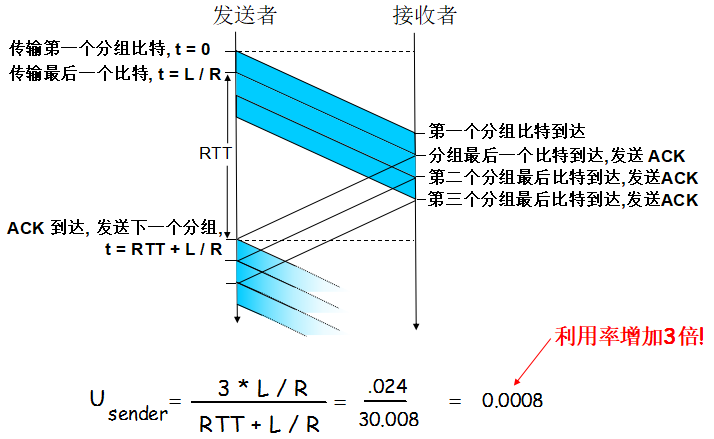 发送者
接收者
传输第一个分组比特, t = 0
传输最后一个比特, t = L / R
第一个分组比特到达
RTT
分组最后一个比特到达,发送 ACK
第二个分组最后比特到达,发送ACK
第三个分组最后比特到达,发送ACK
ACK 到达, 发送下一个分组,
t = RTT + L / R
利用率增加3倍!
U sender = 3 * L / R / RTT + L / R = .024 / 30.008 = 0.0008